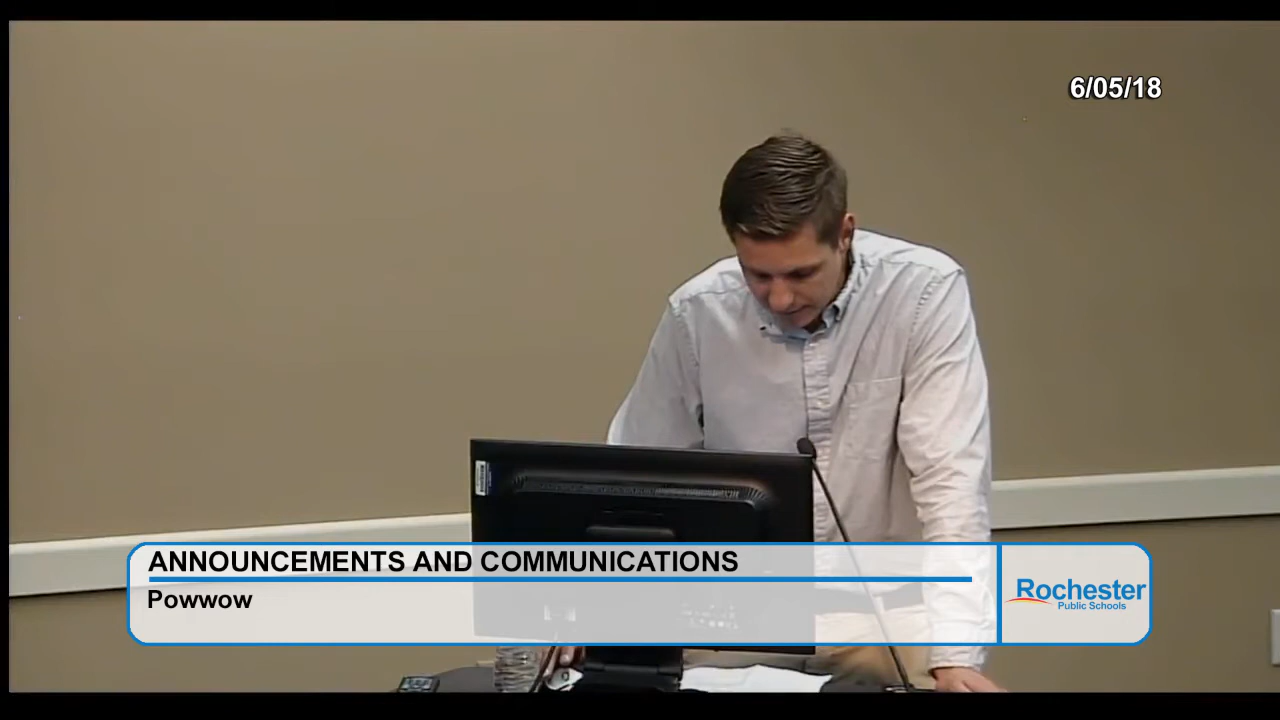 6/05/18
ANNOUNCEMENTS AND COMMUNICATIONS
Powwow
Rochester
Public Schools